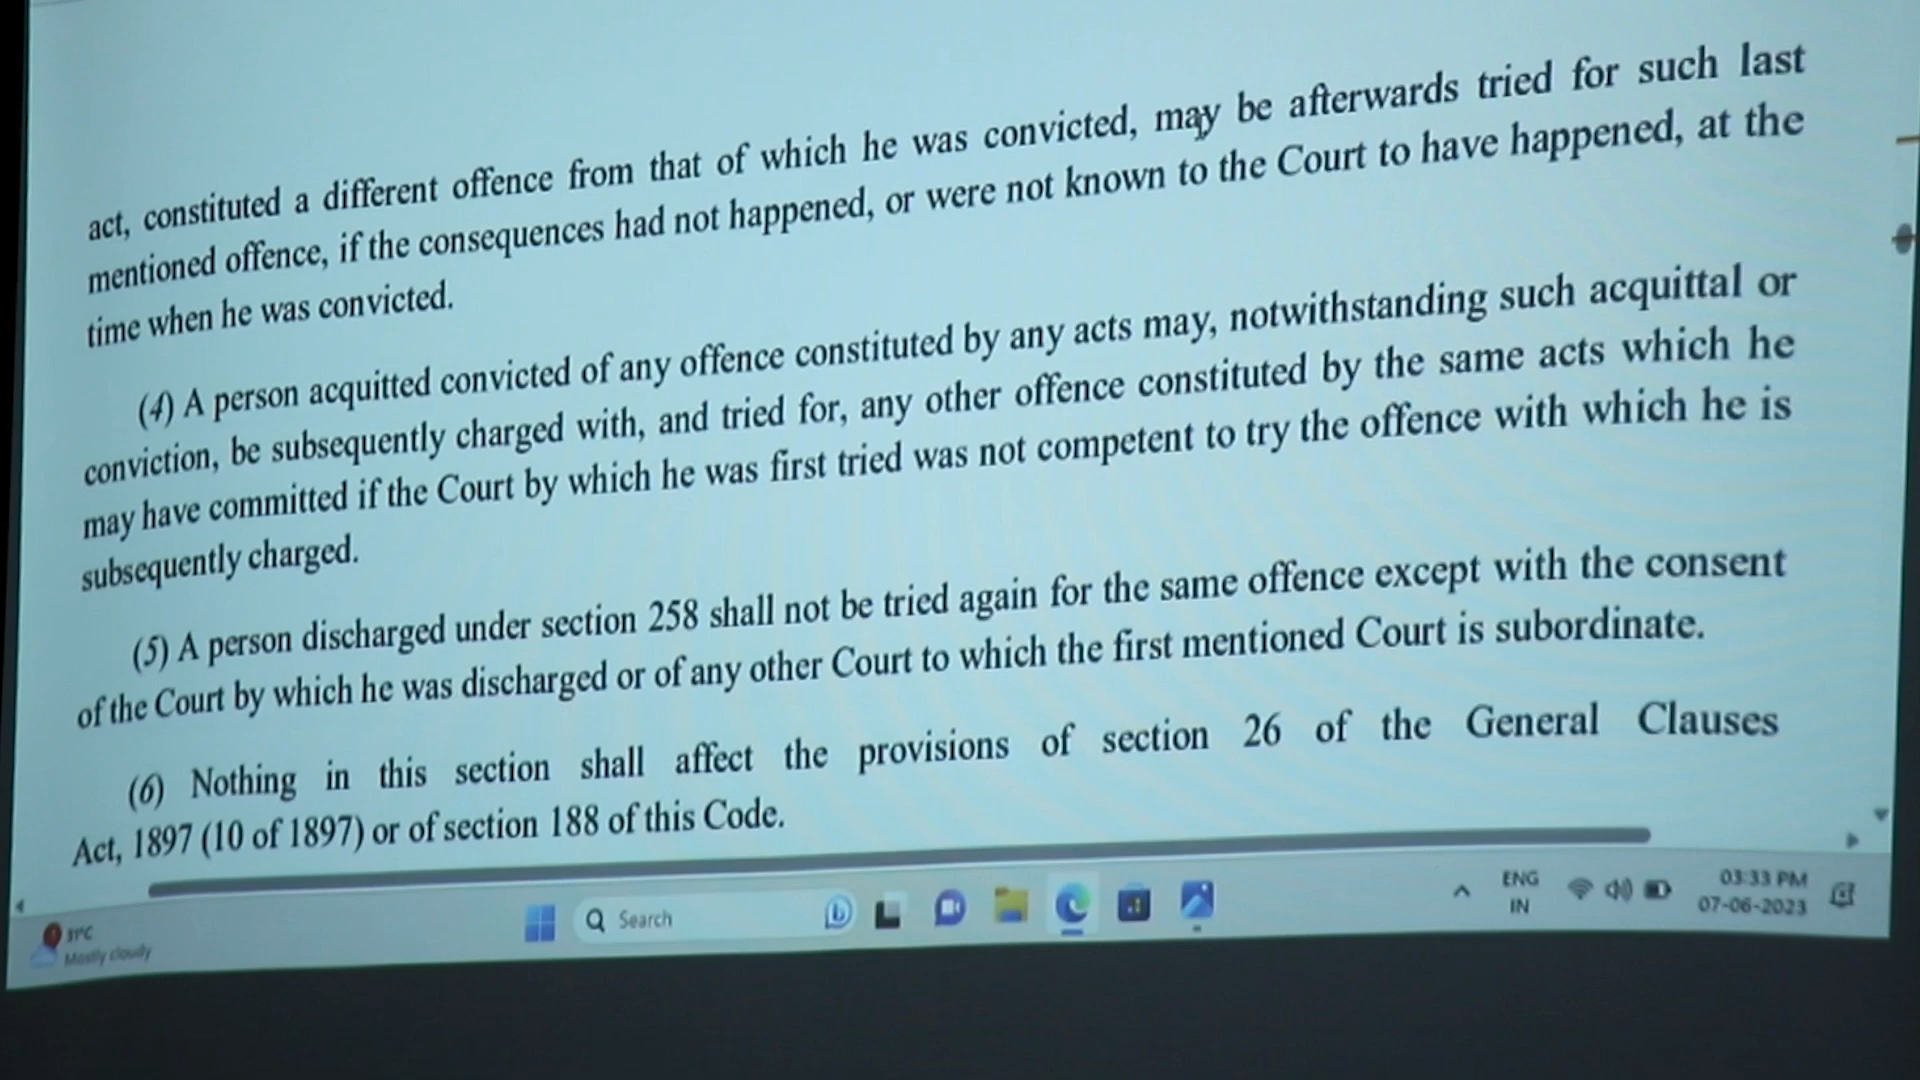 act, constituted a different offence from that of which he was convicted, may be afterwards tried for such last
mentioned offence, if the consequences had not happened, or were not known to the Court to have happened, at the
time when he was convicted.
(4) A person acquitted convicted of any offence constituted by any acts may, notwithstanding such acquittal or
conviction, be subsequently charged with, and tried for, any other offence constituted by the same acts which he
may have committed if the Court by which he was first tried was not competent to try the offence with which he is
subsequently charged.
(5) A person discharged under section 258 shall not be tried again for the same offence except with the consent
of the Court by which he was discharged or of any other Court to which the first mentioned Court is subordinate.
(6) Nothing in this section shall affect the provisions of section 26 of the General Clauses
Act, 1897 (10 of 1897) or of section 188 of this Code.
31°C
Mostly cloudy
Search
ENG
IN
03:33 PM
07-06-2023